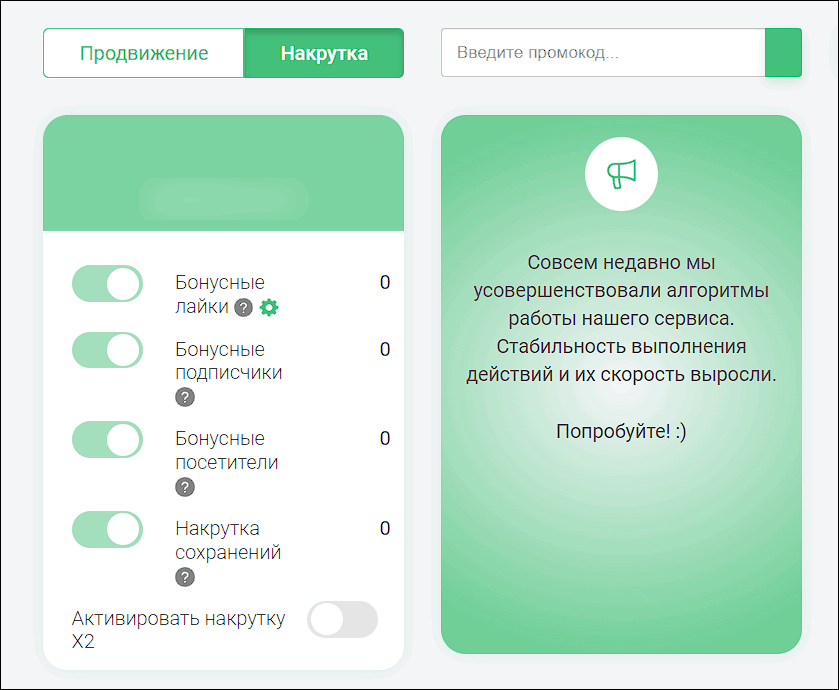 Продвижение
Накрутка
Введите промокод...
Бонусные
лайки ?
0
Бонусные
подписчики
?
0
Бонусные
посетители
?
0
Накрутка
сохранений
?
0
Активировать накрутку
X2
Совсем недавно мы
усовершенствовали алгоритмы
работы нашего сервиса.
Стабильность выполнения
действий и их скорость выросли.
Попробуйте! :)